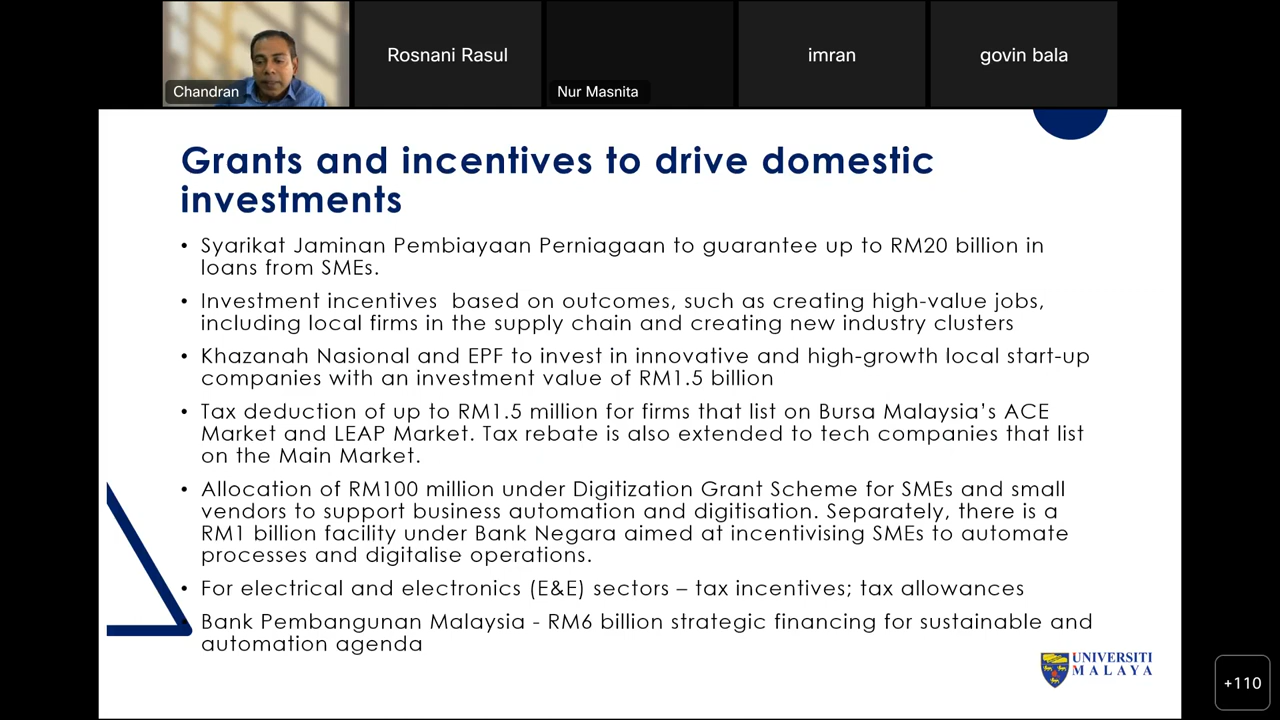 Chandran
Rosnani Rasul
Nur Masnita
imran
govin bala
Grants and incentives to drive domestic
investments
• Syarikat Jaminan Pembiayaan Perniagaan to guarantee up to RM20 billion in
loans from SMEs.
• Investment incentives  based on outcomes, such as creating high-value jobs,
including local firms in the supply chain and creating new industry clusters
• Khazanah Nasional and EPF to invest in innovative and high-growth local start-up
companies with an investment value of RM1.5 billion
• Tax deduction of up to RM1.5 million for firms that list on Bursa Malaysia's ACE
Market and LEAP Market. Tax rebate is also extended to tech companies that list
on the Main Market.
• Allocation of RM100 million under Digitization Grant Scheme for SMEs and small
vendors to support business automation and digitisation. Separately, there is a
RM1 billion facility under Bank Negara aimed at incentivising SMEs to automate
processes and digitalise operations.
• For electrical and electronics (E&E) sectors – tax incentives; tax allowances
• Bank Pembangunan Malaysia - RM6 billion strategic financing for sustainable and
automation agenda
UNIVERSITI
MALAYA
+110